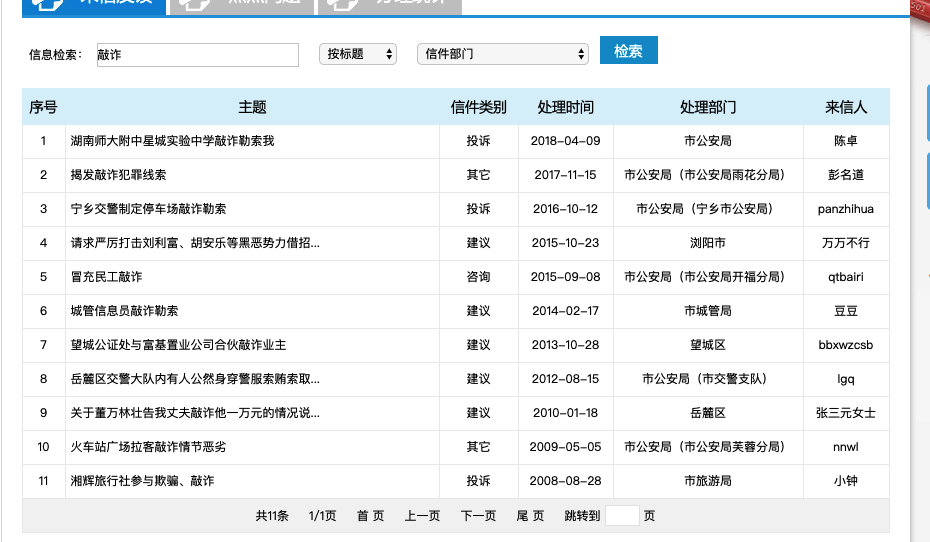 信息检索： 敲诈 按标题 信件部门 检索
序号 主题 信件类别 处理时间 处理部门 来信人
1 湖南师大附中星城实验中学敲诈勒索我 投诉 2018-04-09 市公安局 陈卓
2 揭发敲诈犯罪线索 其它 2017-11-15 市公安局（市公安局雨花分局） 彭名道
3 宁乡交警制定停车场敲诈勒索 投诉 2016-10-12 市公安局（宁乡市公安局） panzhihua
4 请求严厉打击刘利富、胡安乐等黑恶势力借招... 建议 2015-10-23 浏阳市 万万不行
5 冒充民工敲诈 咨询 2015-09-08 市公安局（市公安局开福分局） qtbairi
6 城管信息员敲诈勒索 建议 2014-02-17 市城管局 豆豆
7 望城公证处与富基置业公司合伙敲诈业主 建议 2013-10-28 望城区 bbxwzcsb
8 岳麓区交警大队内有人公然身穿警服索贿索取... 建议 2012-08-15 市公安局（市交警支队） lgq
9 关于董万林壮告我丈夫敲诈他一万元的情况说... 建议 2010-01-18 岳麓区 张三元女士
10 火车站广场拉客敲诈情节恶劣 其它 2009-05-05 市公安局（市公安局芙蓉分局） nnwl
11 湘辉旅行社参与欺骗、敲诈 投诉 2008-08-28 市旅游局 小钟
共11条 1/1页 首 页 上一页 下一页 尾 页 跳转到 页